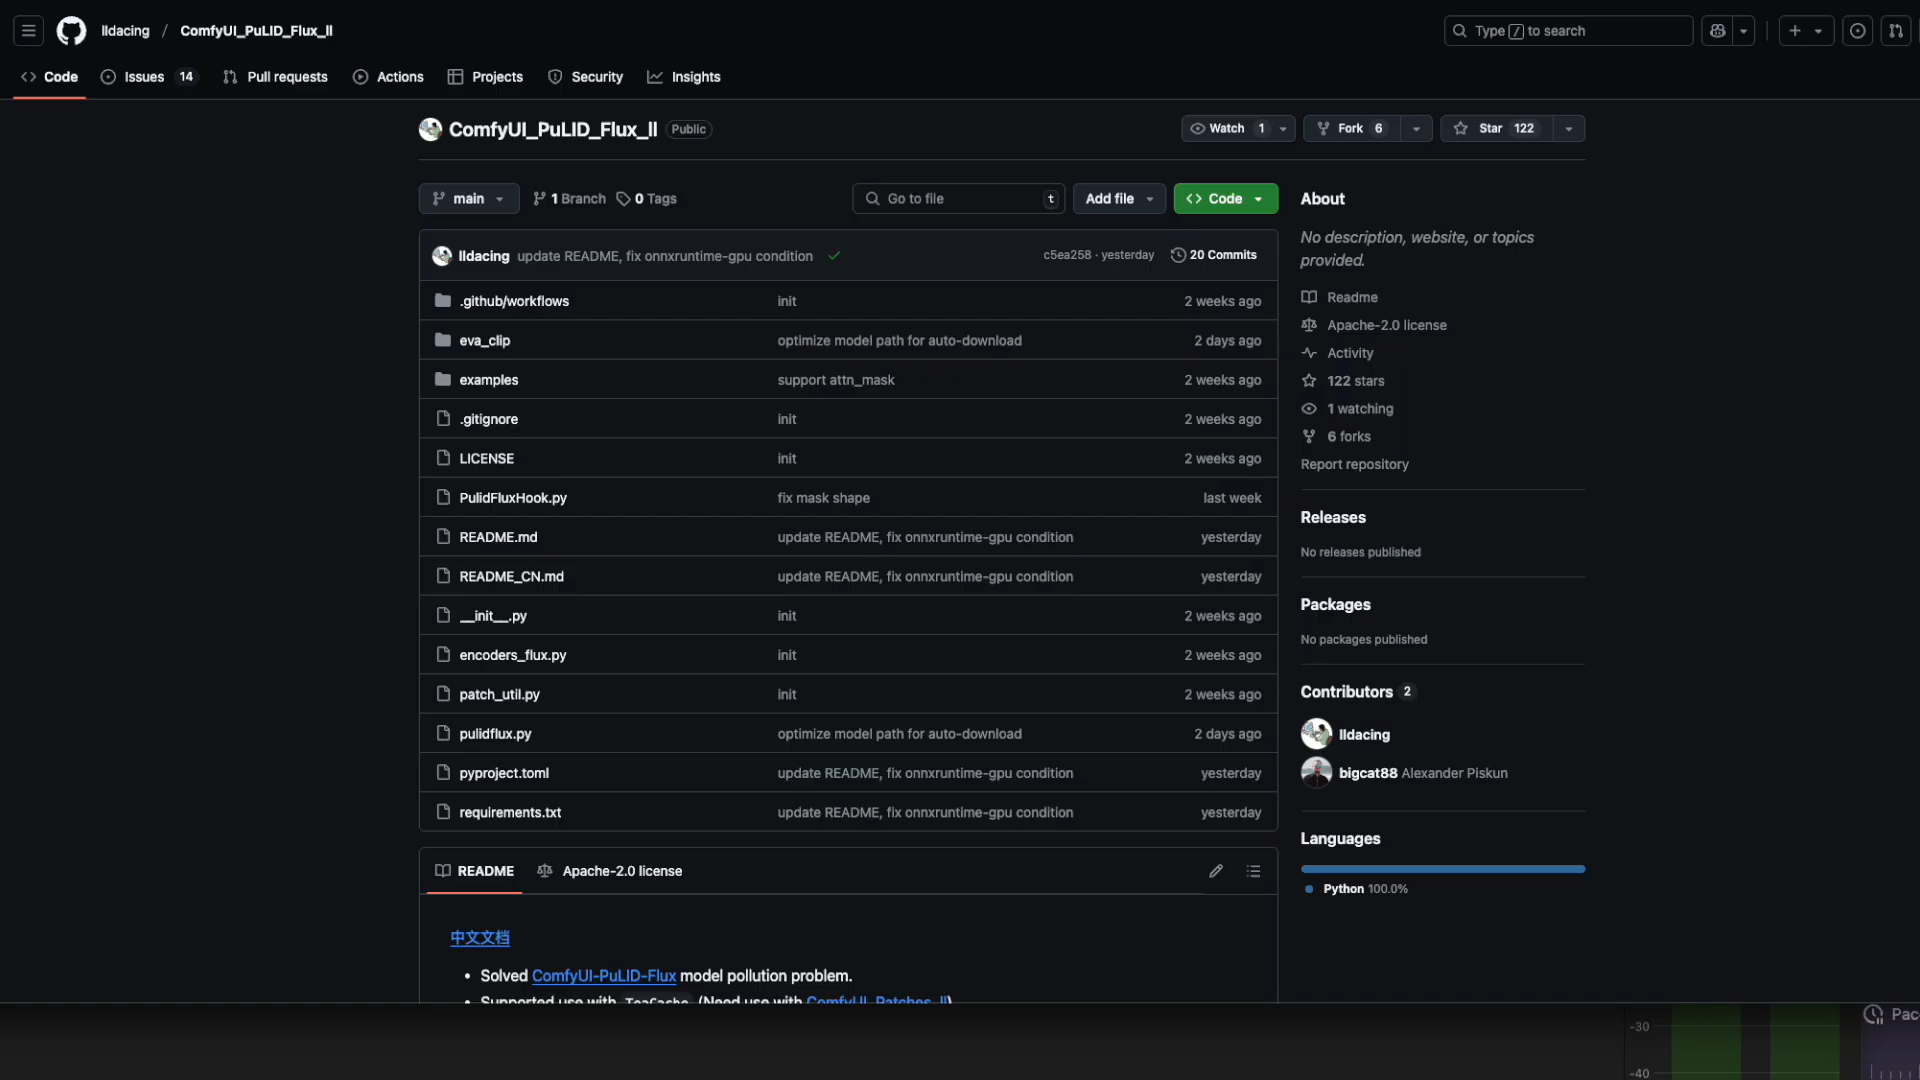 lldacing / ComfyUI_PuLID_Flux_ll
Type / to search
Code
Issues 14
Pull requests
Actions
Projects
Security
Insights
ComfyUI_PuLID_Flux_ll Public
Watch 1
Fork 6
Star 122
main
1 Branch
0 Tags
Go to file t
Add file
Code
lldacing update README, fix onnxruntime-gpu condition
c5ea258 · yesterday
20 Commits
.github/workflows init 2 weeks ago
eva_clip optimize model path for auto-download 2 days ago
examples support attn_mask 2 weeks ago
.gitignore init 2 weeks ago
LICENSE init 2 weeks ago
PulidFluxHook.py fix mask shape last week
README.md update README, fix onnxruntime-gpu condition yesterday
README_CN.md update README, fix onnxruntime-gpu condition yesterday
__init__.py init 2 weeks ago
encoders_flux.py init 2 weeks ago
patch_util.py init 2 weeks ago
pulidflux.py optimize model path for auto-download 2 days ago
pyproject.toml update README, fix onnxruntime-gpu condition yesterday
requirements.txt update README, fix onnxruntime-gpu condition yesterday
README
Apache-2.0 license
中文文档
• Solved ComfyUI-PuLID-Flux model pollution problem.
• Supported use with TeaCache (Need use with ComfyUI_Patches_ll)
About
No description, website, or topics
provided.
Readme
Apache-2.0 license
Activity
122 stars
1 watching
6 forks
Report repository
Releases
No releases published
Packages
No packages published
Contributors 2
lldacing
bigcat88 Alexander Piskun
Languages
Python 100.0%
-30
-40
Pac